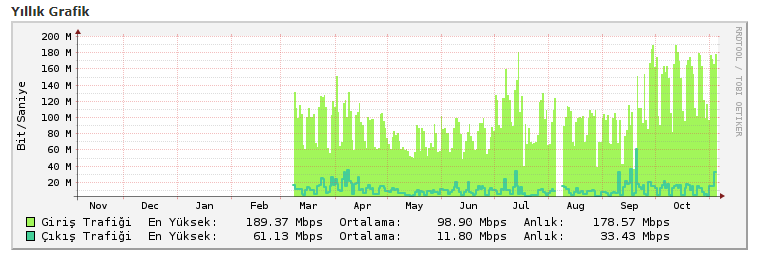 Yıllık Grafik
200 M
180 M
160 M
140 M
120 M
100 M
80 M
60 M
40 M
20 M
Bit/Saniye
Nov Dec Jan Feb Mar Apr May Jun Jul Aug Sep Oct
RRDTOOL / TOBI OETIKER
Giriş Trafiği En Yüksek: 189.37 Mbps Ortalama: 98.90 Mbps Anlık: 178.57 Mbps
Çıkış Trafiği En Yüksek: 61.13 Mbps Ortalama: 11.80 Mbps Anlık: 33.43 Mbps